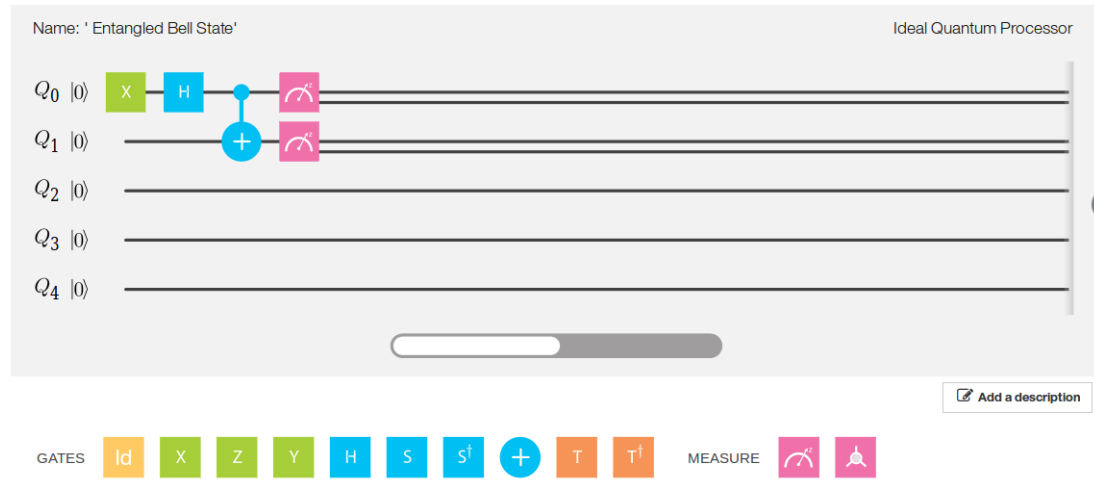 Name: ' Entangled Bell State' Ideal Quantum Processor
Q0 |0⟩ X H z
Q1 |0⟩ + z
Q2 |0⟩
Q3 |0⟩
Q4 |0⟩
Add a description
GATES Id X Z Y H S S† + T T† MEASURE z